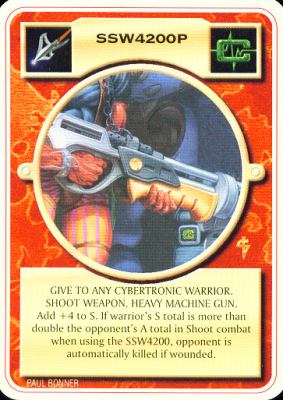 SSW4200P
GIVE TO ANY CYBERTRONIC WARRIOR.
SHOOT WEAPON. HEAVY MACHINE GUN.
Add +4 to S. If warrior's S total is more than
double the opponent's A total in Shoot combat
when using the SSW4200, opponent is
automatically killed if wounded.
PAUL BONNER